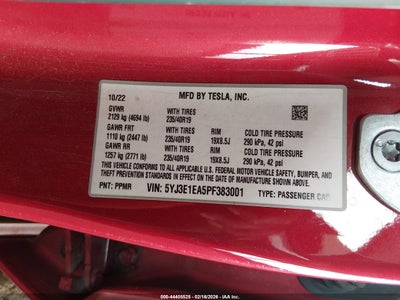 MFD BY TESLA, INC.
10/22
GVWR WITH TIRES
2129 kg (4694 lb) 235/40R19
GAWR FRT WITH TIRES RIM COLD TIRE PRESSURE
1110 kg (2447 lb) 235/40R19 19X8.5J 290 kPa, 42 psi
GAWR RR WITH TIRES RIM COLD TIRE PRESSURE
1257 kg (2771 lb) 235/40R19 19X8.5J 290 kPa, 42 psi
THIS VEHICLE CONFORMS TO ALL APPLICABLE U.S. FEDERAL MOTOR VEHICLE SAFETY, BUMPER, AND
THEFT PREVENTION STANDARDS IN EFFECT ON THE DATE OF MANUFACTURE SHOWN ABOVE.
PNT: PPMR VIN: 5YJ3E1EA5PF383001 TYPE: PASSENGER CAR
000-44405525 - 02/18/2026 - IAA Inc.